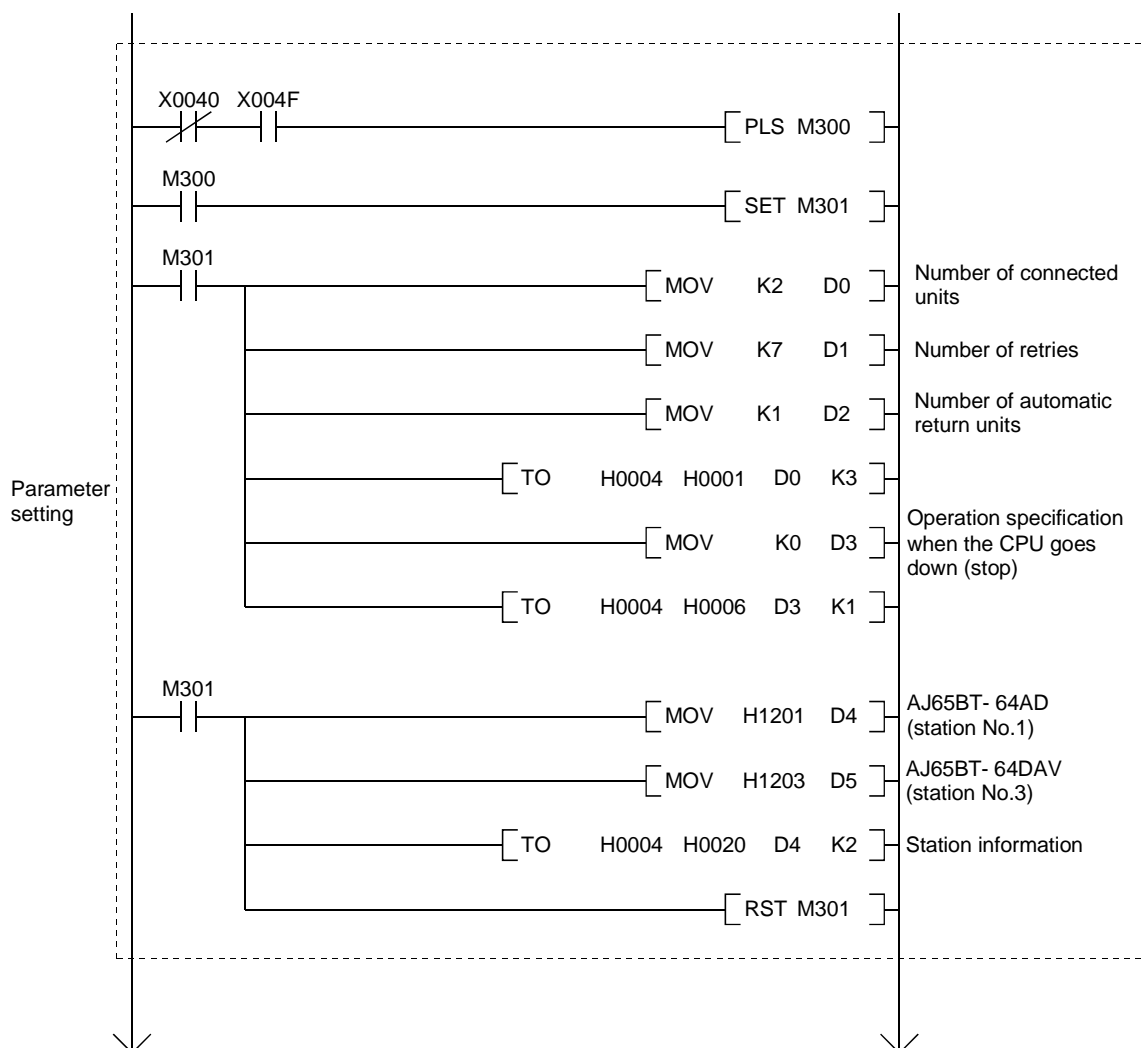 X0040 X004F
PLS M300
M300
SET M301
M301
MOV K2 D0
Number of connected
units
MOV K7 D1
Number of retries
MOV K1 D2
Number of automatic
return units
TO H0004 H0001 D0 K3
Parameter
setting
MOV K0 D3
Operation specification
when the CPU goes
down (stop)
TO H0004 H0006 D3 K1
M301
MOV H1201 D4
AJ65BT- 64AD
(station No.1)
MOV H1203 D5
AJ65BT- 64DAV
(station No.3)
TO H0004 H0020 D4 K2
Station information
RST M301